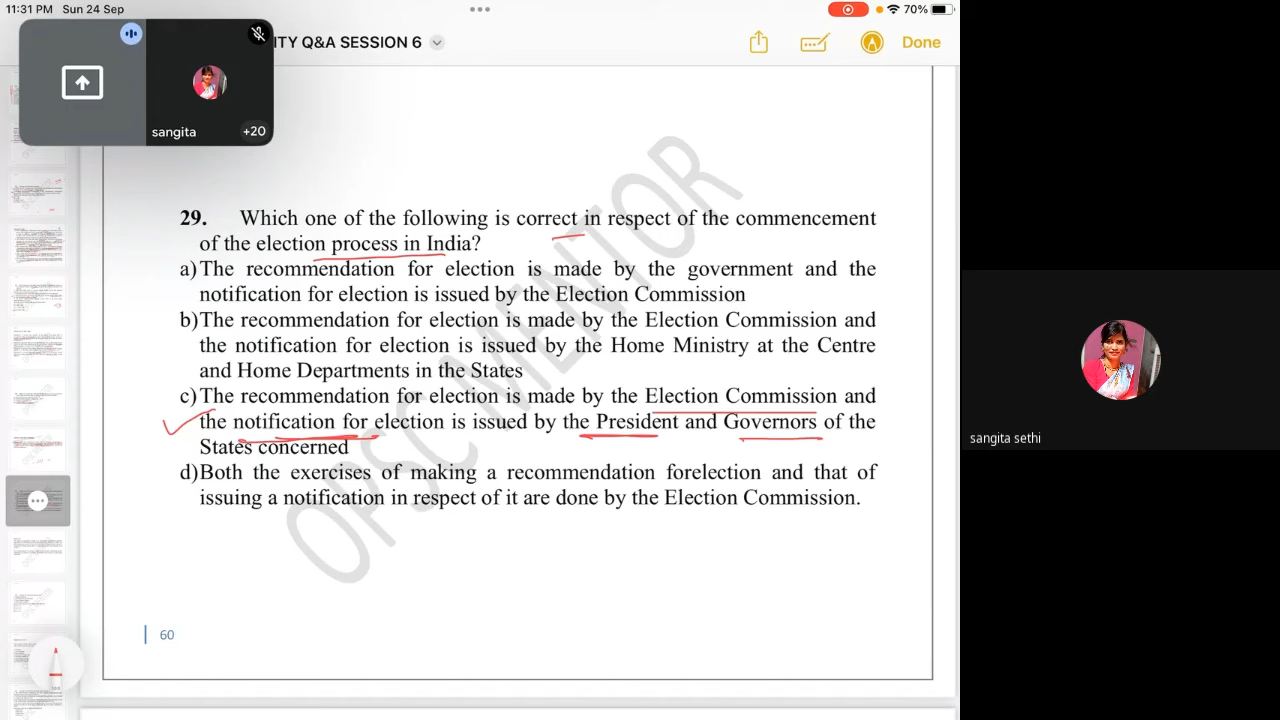 11:31 PM Sun 24 Sep
70%
ITY Q&A SESSION 6
Done
sangita
+20
29. Which one of the following is correct in respect of the commencement
of the election process in India?
a) The recommendation for election is made by the government and the
notification for election is issued by the Election Commission
b) The recommendation for election is made by the Election Commission and
the notification for election is issued by the Home Ministry at the Centre
and Home Departments in the States
c) The recommendation for election is made by the Election Commission and
the notification for election is issued by the President and Governors of the
States concerned
d) Both the exercises of making a recommendation forelection and that of
issuing a notification in respect of it are done by the Election Commission.
OPSC MENTOR
60
sangita sethi